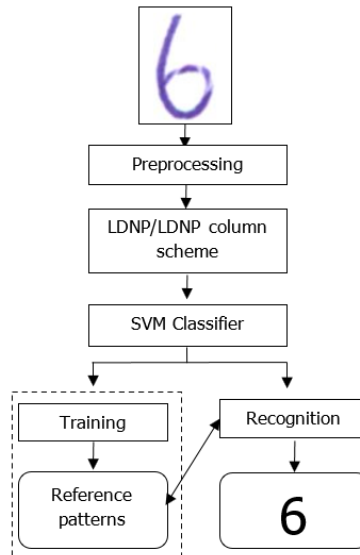 6
Preprocessing
LDNP/LDNP column
scheme
SVM Classifier
Training
Recognition
Reference
patterns
6